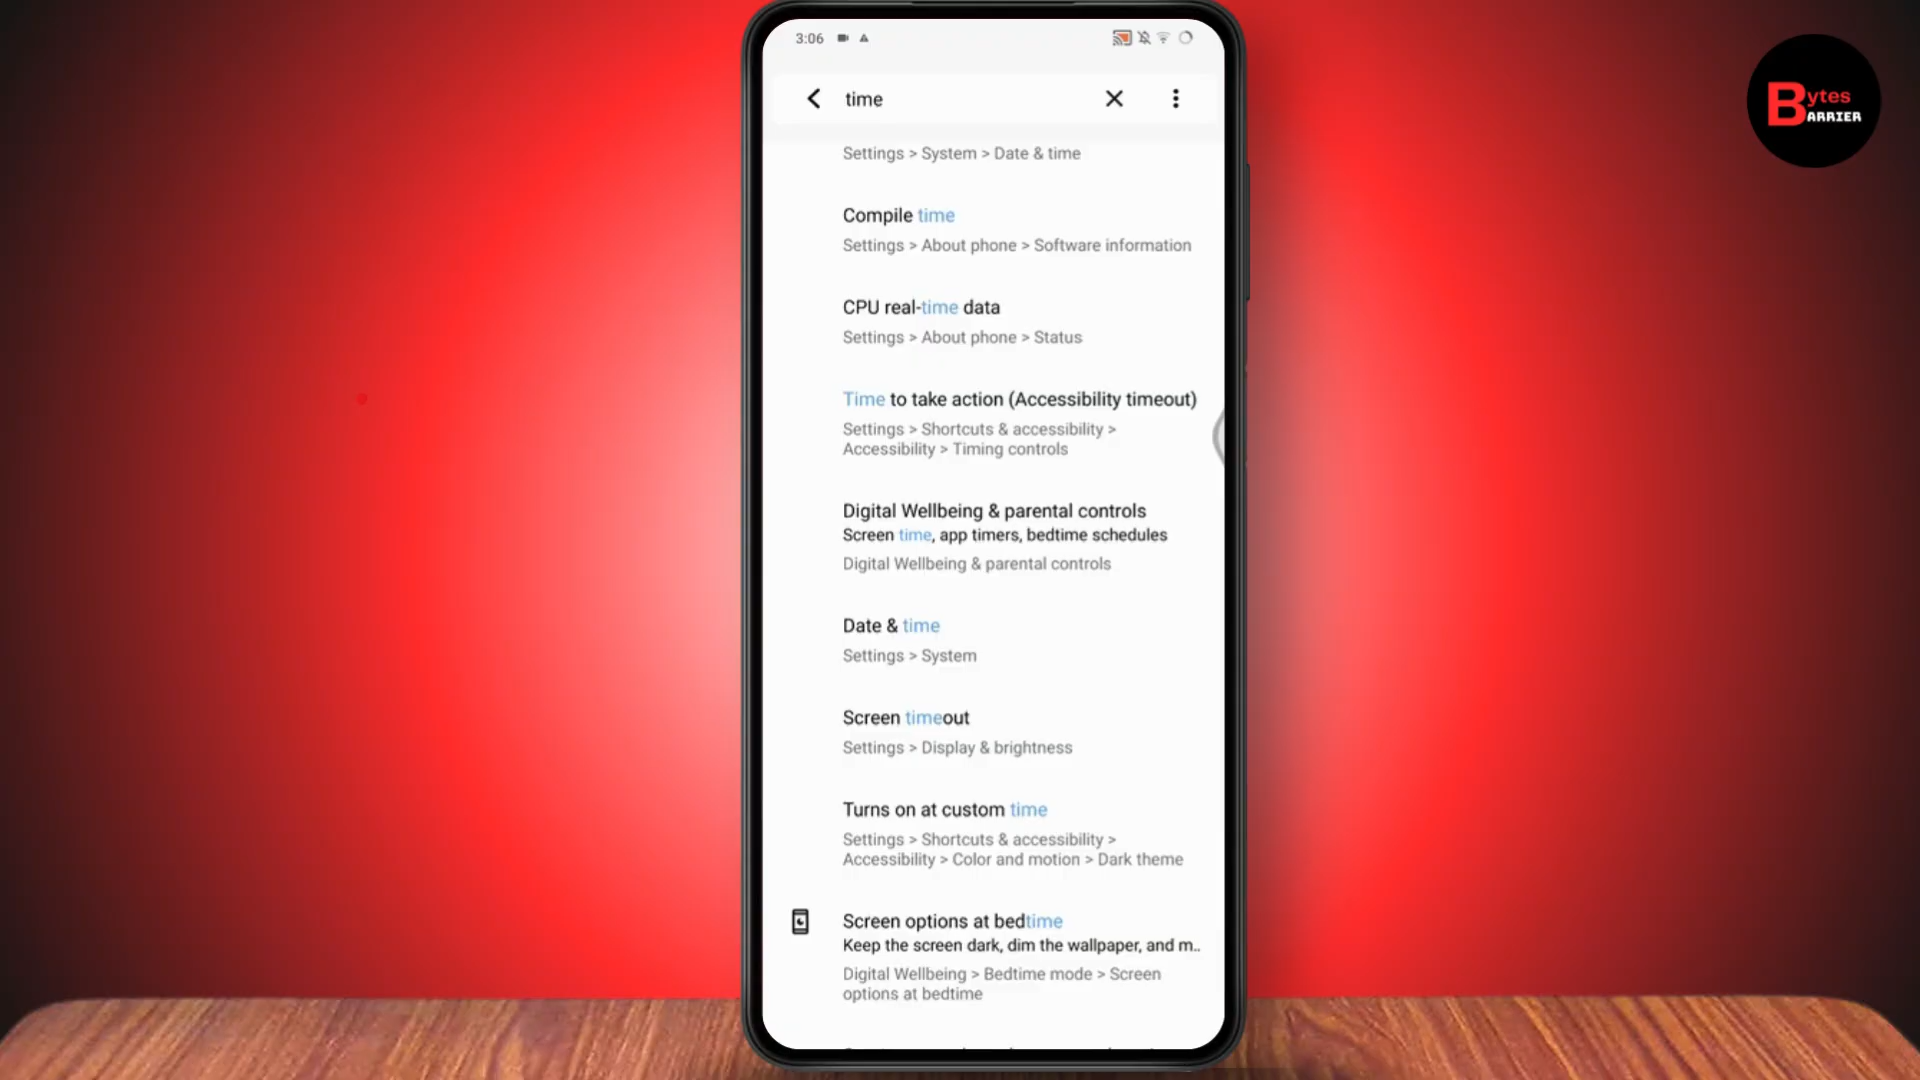 3:06
Bytes
BARRIER
time
Settings > System > Date & time
Compile time
Settings > About phone > Software information
CPU real-time data
Settings > About phone > Status
Time to take action (Accessibility timeout)
Settings > Shortcuts & accessibility >
Accessibility > Timing controls
Digital Wellbeing & parental controls
Screen time, app timers, bedtime schedules
Digital Wellbeing & parental controls
Date & time
Settings > System
Screen timeout
Settings > Display & brightness
Turns on at custom time
Settings > Shortcuts & accessibility >
Accessibility > Color and motion > Dark theme
Screen options at bedtime
Keep the screen dark, dim the wallpaper, and m..
Digital Wellbeing > Bedtime mode > Screen
options at bedtime